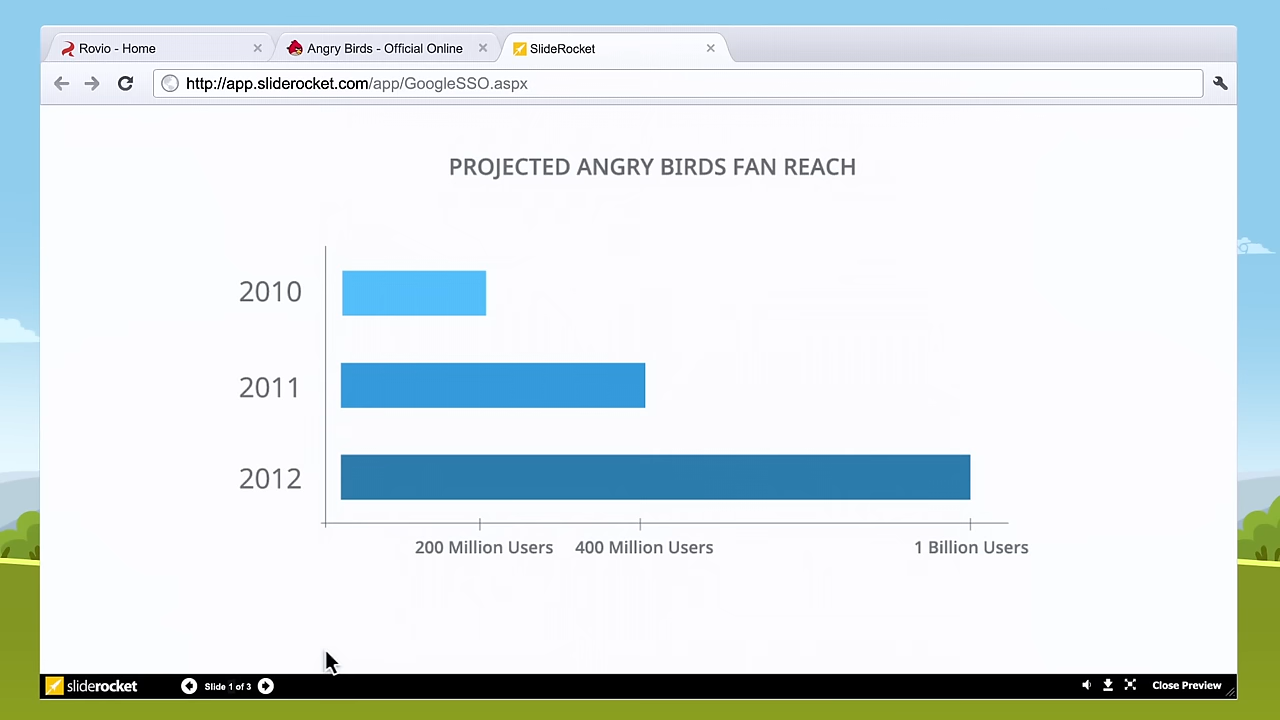 Rovio - Home
Angry Birds - Official Online
SlideRocket
http://app.sliderocket.com/app/GoogleSSO.aspx
PROJECTED ANGRY BIRDS FAN REACH
2010
2011
2012
200 Million Users
400 Million Users
1 Billion Users
sliderocket
Slide 1 of 3
Close Preview